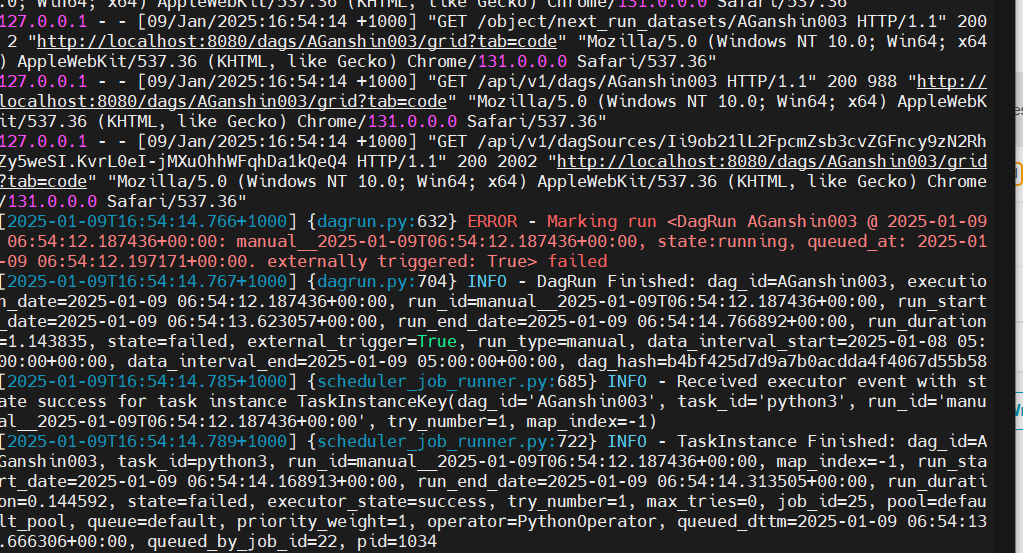 .0; Win64; x64) AppleWebKit/537.36 (KHTML, like Gecko) Chrome/131.0.0.0 Safari/537.36"
127.0.0.1 - - [09/Jan/2025:16:54:14 +1000] "GET /object/next_run_datasets/AGanshin003 HTTP/1.1" 200
 2 "http://localhost:8080/dags/AGanshin003/grid?tab=code" "Mozilla/5.0 (Windows NT 10.0; Win64; x64
) AppleWebKit/537.36 (KHTML, like Gecko) Chrome/131.0.0.0 Safari/537.36"
127.0.0.1 - - [09/Jan/2025:16:54:14 +1000] "GET /api/v1/dags/AGanshin003 HTTP/1.1" 200 988 "http://
localhost:8080/dags/AGanshin003/grid?tab=code" "Mozilla/5.0 (Windows NT 10.0; Win64; x64) AppleWebK
it/537.36 (KHTML, like Gecko) Chrome/131.0.0.0 Safari/537.36"
127.0.0.1 - - [09/Jan/2025:16:54:14 +1000] "GET /api/v1/dagSources/Ii9ob21lL2FpcmZsb3cvZGFncy9zN2Rh
Zy5weSI.KvrL0eI-jMXuOhhWFqhDa1kQeQ4 HTTP/1.1" 200 2002 "http://localhost:8080/dags/AGanshin003/grid
?tab=code" "Mozilla/5.0 (Windows NT 10.0; Win64; x64) AppleWebKit/537.36 (KHTML, like Gecko) Chrome
/131.0.0.0 Safari/537.36"
[2025-01-09T16:54:14.766+1000] {dagrun.py:632} ERROR - Marking run <DagRun AGanshin003 @ 2025-01-09
 06:54:12.187436+00:00: manual__2025-01-09T06:54:12.187436+00:00, state:running, queued_at: 2025-01
-09 06:54:12.197171+00:00. externally triggered: True> failed
[2025-01-09T16:54:14.767+1000] {dagrun.py:704} INFO - DagRun Finished: dag_id=AGanshin003, executio
n_date=2025-01-09 06:54:12.187436+00:00, run_id=manual__2025-01-09T06:54:12.187436+00:00, run_start
_date=2025-01-09 06:54:13.623057+00:00, run_end_date=2025-01-09 06:54:14.766892+00:00, run_duration
=1.143835, state=failed, external_trigger=True, run_type=manual, data_interval_start=2025-01-08 05:
00:00+00:00, data_interval_end=2025-01-09 05:00:00+00:00, dag_hash=b4bf425d7d9a7b0acdda4f4067d55b58
[2025-01-09T16:54:14.785+1000] {scheduler_job_runner.py:685} INFO - Received executor event with st
ate success for task instance TaskInstanceKey(dag_id='AGanshin003', task_id='python3', run_id='manu
al__2025-01-09T06:54:12.187436+00:00', try_number=1, map_index=-1)
[2025-01-09T16:54:14.789+1000] {scheduler_job_runner.py:722} INFO - TaskInstance Finished: dag_id=A
Ganshin003, task_id=python3, run_id=manual__2025-01-09T06:54:12.187436+00:00, map_index=-1, run_sta
rt_date=2025-01-09 06:54:14.168913+00:00, run_end_date=2025-01-09 06:54:14.313505+00:00, run_durati
on=0.144592, state=failed, executor_state=success, try_number=1, max_tries=0, job_id=25, pool=defau
lt_pool, queue=default, priority_weight=1, operator=PythonOperator, queued_dttm=2025-01-09 06:54:13
.666306+00:00, queued_by_job_id=22, pid=1034